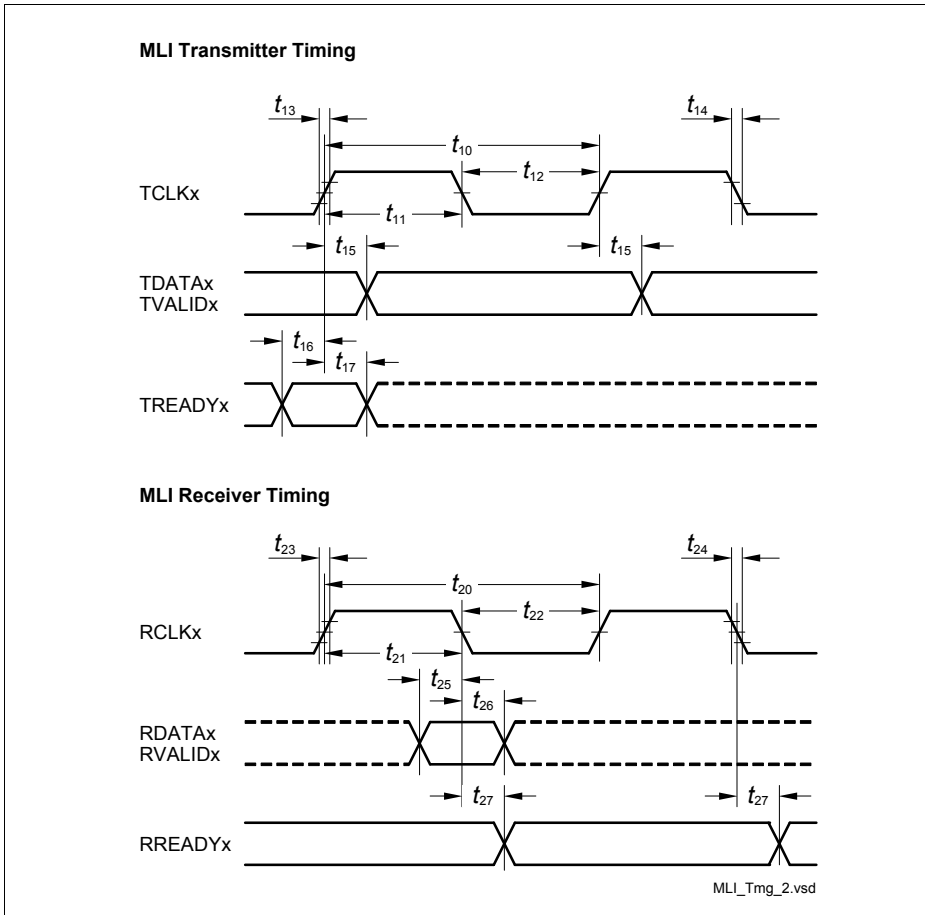 MLI Transmitter Timing
t13
t14
t10
t12
TCLKx
t11
t15
t15
TDATAx
TVALIDx
t16
t17
TREADYx
MLI Receiver Timing
t23
t24
t20
t22
RCLKx
t21
t25
t26
RDATAx
RVALIDx
t27
t27
RREADYx
MLI_Tmg_2.vsd